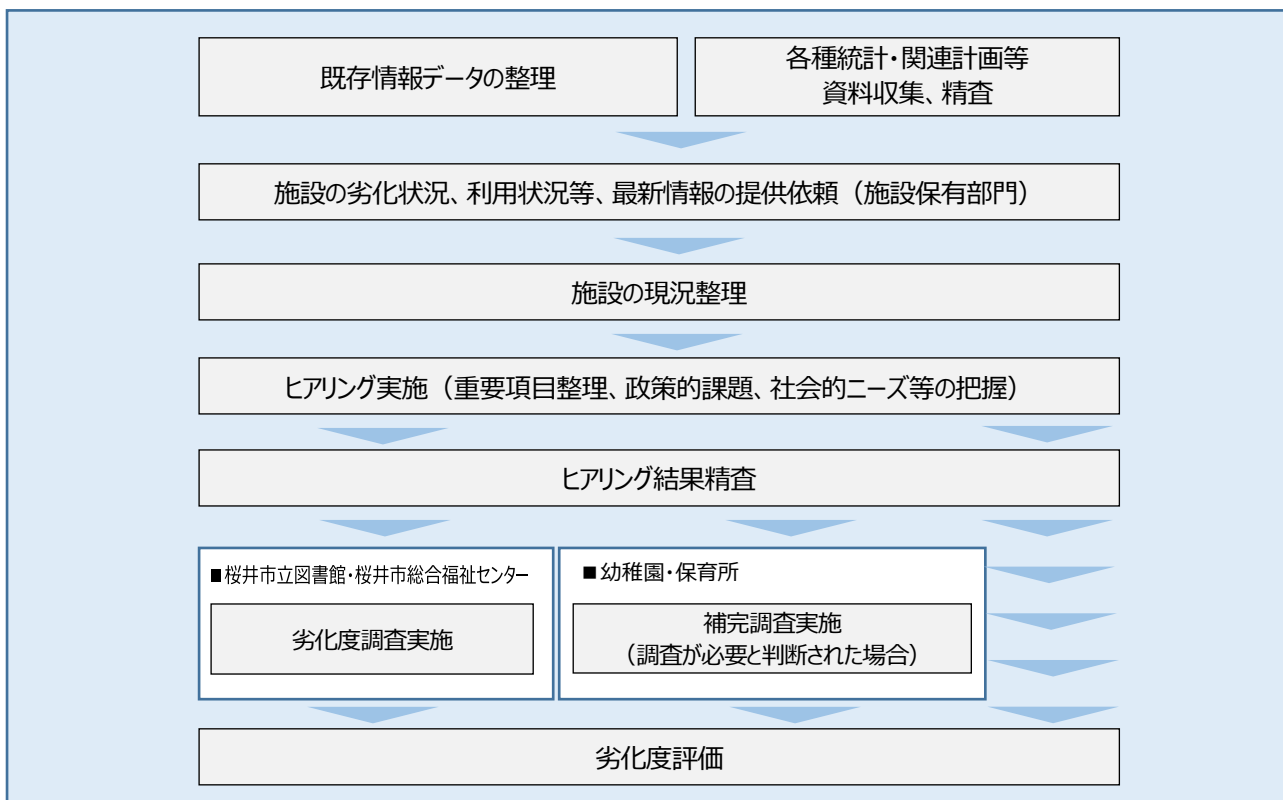 既存情報データの整理
各種統計・関連計画等
資料収集、精査
施設の劣化状況、利用状況等、最新情報の提供依頼（施設保有部門）
施設の現況整理
ヒアリング実施（重要項目整理、政策的課題、社会的ニーズ等の把握）
ヒアリング結果精査
■桜井市立図書館・桜井市総合福祉センター
劣化度調査実施
■幼稚園・保育所
補完調査実施
（調査が必要と判断された場合）
劣化度評価